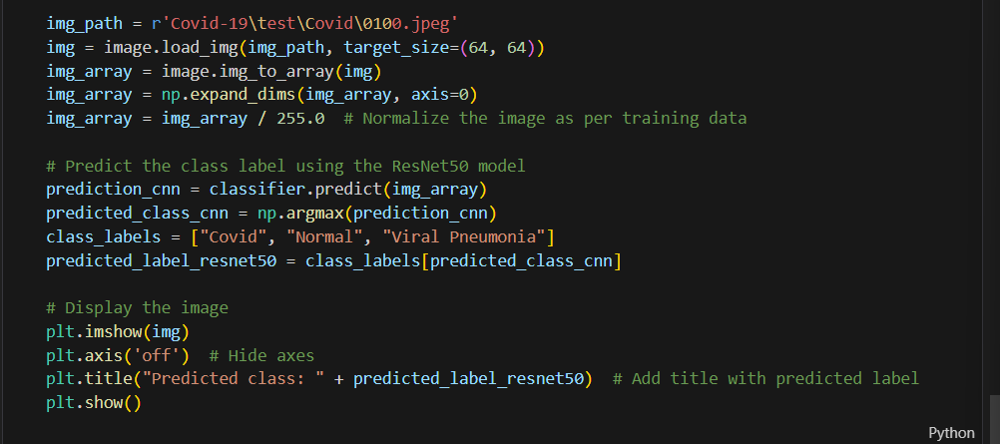 img_path = r'Covid-19\test\Covid\0100.jpeg'
img = image.load_img(img_path, target_size=(64, 64))
img_array = image.img_to_array(img)
img_array = np.expand_dims(img_array, axis=0)
img_array = img_array / 255.0  # Normalize the image as per training data

# Predict the class label using the ResNet50 model
prediction_cnn = classifier.predict(img_array)
predicted_class_cnn = np.argmax(prediction_cnn)
class_labels = ["Covid", "Normal", "Viral Pneumonia"]
predicted_label_resnet50 = class_labels[predicted_class_cnn]

# Display the image
plt.imshow(img)
plt.axis('off')  # Hide axes
plt.title("Predicted class: " + predicted_label_resnet50)  # Add title with predicted label
plt.show()
Python